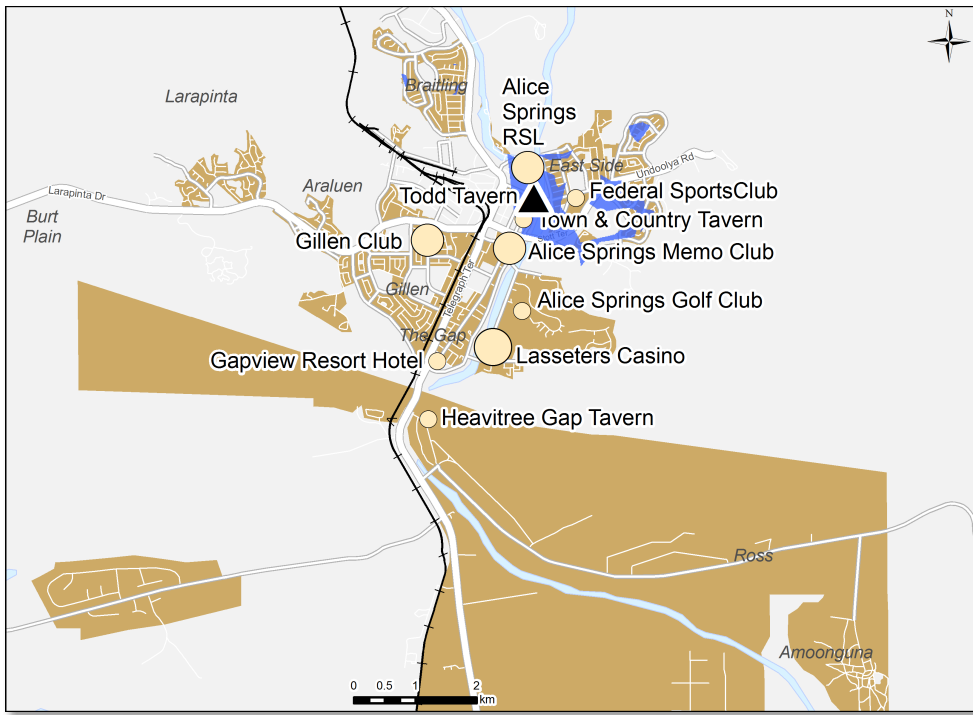 N
Larapinta
Braitling
Alice
Springs
RSL
East Side
Undoolya Rd
Larapinta Dr
Araluen
Todd Tavern
Federal SportsClub
Burt
Plain
Town & Country Tavern
Gillen Club
Alice Springs Memo Club
Gillen
Telegraph Ter
Alice Springs Golf Club
The Gap
Gapview Resort Hotel
Lasseters Casino
Heavitree Gap Tavern
Ross
Amoonguna
0 0.5 1 2
km